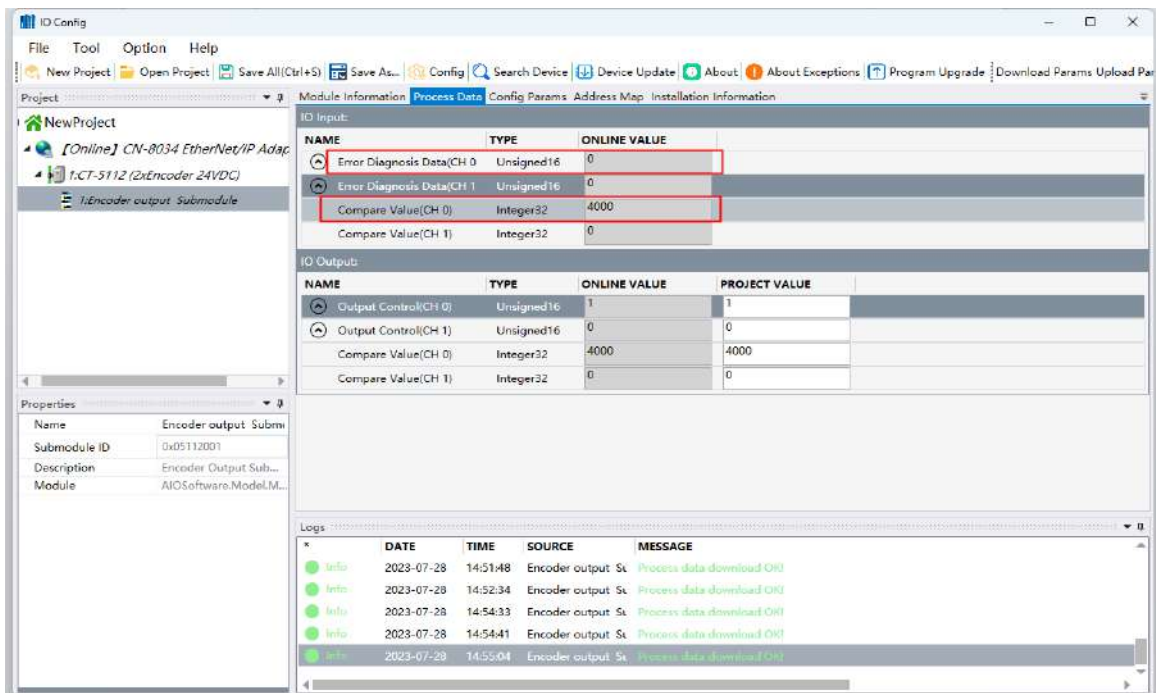 IO Config
File Tool Option Help
New Project Open Project Save All(Ctrl+S) Save As... Config Search Device Device Update About About Exceptions Program Upgrade Download Params Upload Par
Project
Module Information Process Data Config Params Address Map Installation Information
NewProject
【Online】 CN-8034 EtherNet/IP Adap
1:CT-5112 (2xEncoder 24VDC)
1:Encoder output Submodule
IO Input:
NAME TYPE ONLINE VALUE
Error Diagnosis Data(CH 0 Unsigned16 0
Error Diagnosis Data(CH 1 Unsigned16 0
Compare Value(CH 0) Integer32 4000
Compare Value(CH 1) Integer32 0
IO Output:
NAME TYPE ONLINE VALUE PROJECT VALUE
Output Control(CH 0) Unsigned16 1 1
Output Control(CH 1) Unsigned16 0 0
Compare Value(CH 0) Integer32 4000 4000
Compare Value(CH 1) Integer32 0 0
Properties
Name Encoder output Subm
Submodule ID 0x05112001
Description Encoder Output Sub...
Module AIOSoftware.Model.M...
Logs
* DATE TIME SOURCE MESSAGE
Info 2023-07-28 14:51:48 Encoder output Su Process data download OK!
Info 2023-07-28 14:52:34 Encoder output Su Process data download OK!
Info 2023-07-28 14:54:33 Encoder output Su Process data download OK!
Info 2023-07-28 14:54:41 Encoder output Su Process data download OK!
Info 2023-07-28 14:55:04 Encoder output Su Process data download OK!